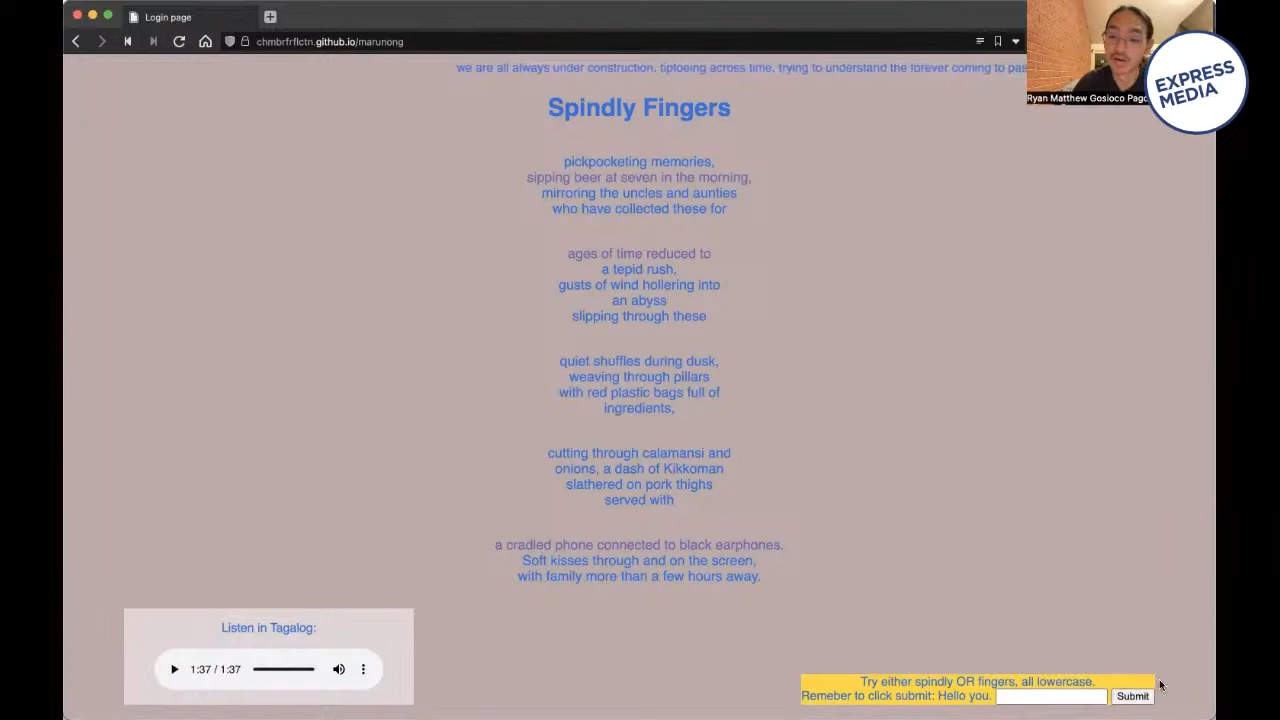 Login page
chmbrfrflctn.github.io/marunong
we are all always under construction. tiptoeing across time, trying to understand the forever coming to
Ryan Matthew Gosioco
EXPRESS
MEDIA
Spindly Fingers
pickpocketing memories,
sipping beer at seven in the morning,
mirroring the uncles and aunties
who have collected these for
ages of time reduced to
a tepid rush,
gusts of wind hollering into
an abyss
slipping through these
quiet shuffles during dusk,
weaving through pillars
with red plastic bags full of
ingredients,
cutting through calamansi and
onions, a dash of Kikkoman
slathered on pork thighs
served with
a cradled phone connected to black earphones.
Soft kisses through and on the screen,
with family more than a few hours away.
Listen in Tagalog:
1:37 / 1:37
Try either spindly OR fingers, all lowercase.
Remeber to click submit: Hello you.
Submit